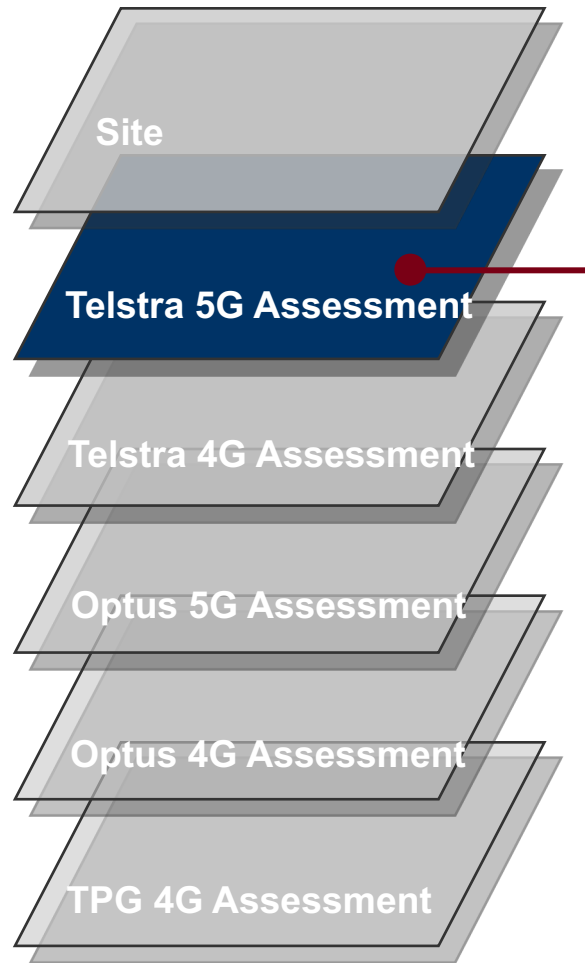 Site
Telstra 5G Assessment
Telstra 4G Assessment
Optus 5G Assessment
Optus 4G Assessment
TPG 4G Assessment